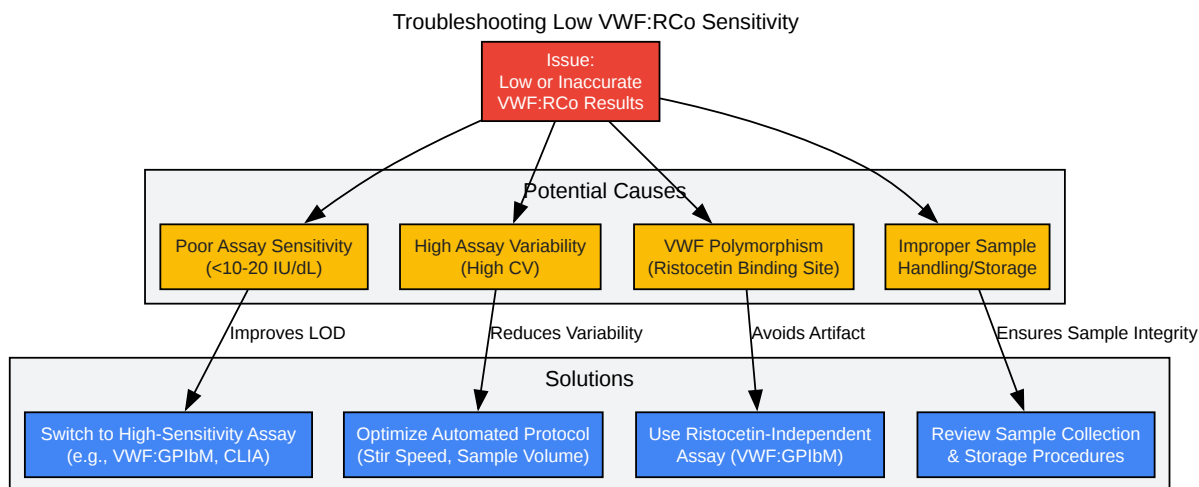 Troubleshooting Low VWF:RCo Sensitivity
Issue:
Low or Inaccurate
VWF:RCo Results
Potential Causes
Poor Assay Sensitivity
(<10-20 IU/dL)
High Assay Variability
(High CV)
VWF Polymorphism
(Ristocetin Binding Site)
Improper Sample
Handling/Storage
Improves LOD
Reduces Variability
Avoids Artifact
Ensures Sample Integrity
Solutions
Switch to High-Sensitivity Assay
(e.g., VWF:GPIbM, CLIA)
Optimize Automated Protocol
(Stir Speed, Sample Volume)
Use Ristocetin-Independent
Assay (VWF:GPIbM)
Review Sample Collection
& Storage Procedures